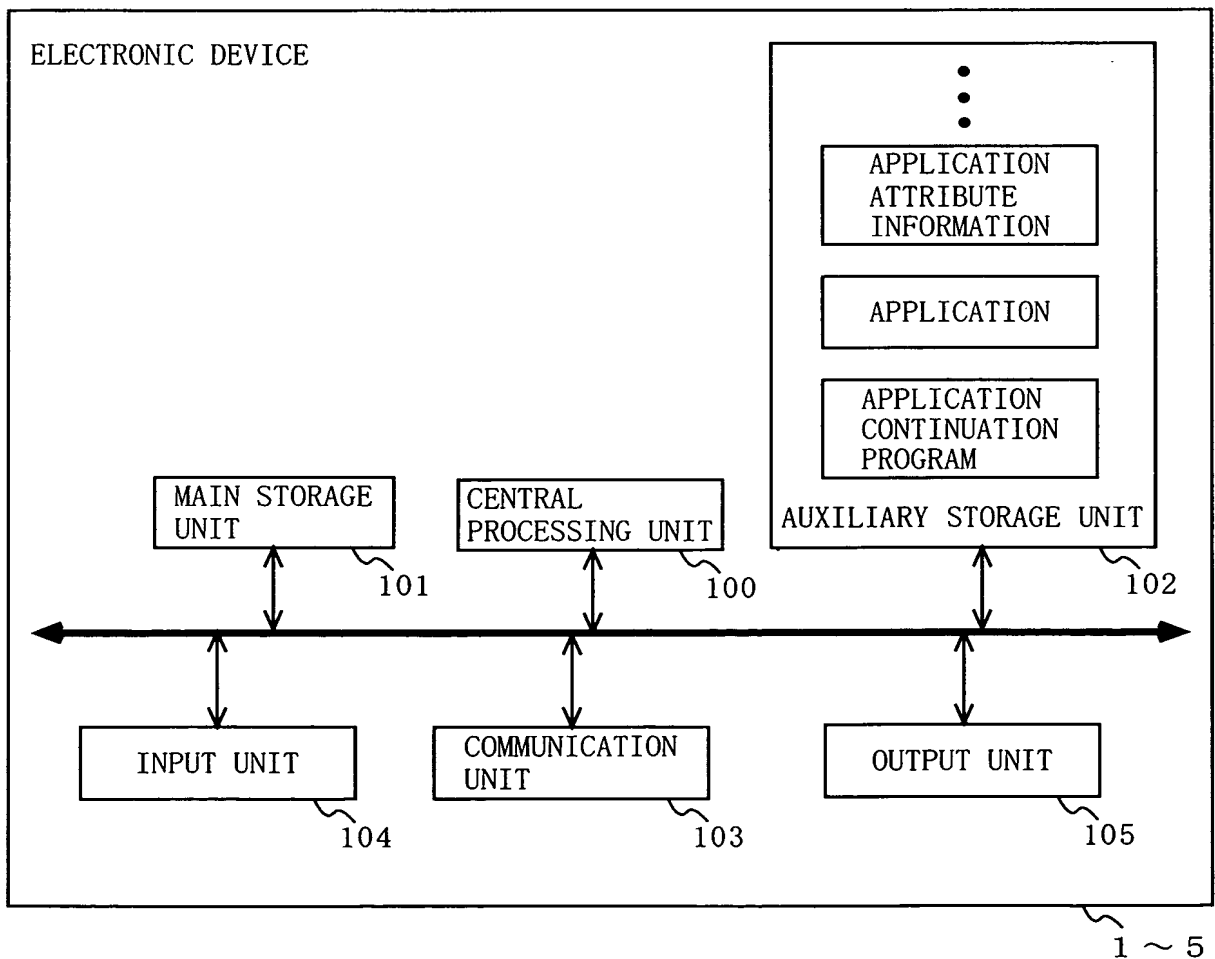 ELECTRONIC DEVICE
APPLICATION
ATTRIBUTE
INFORMATION
APPLICATION
APPLICATION
CONTINUATION
PROGRAM
AUXILIARY STORAGE UNIT
102
MAIN STORAGE
UNIT
101
CENTRAL
PROCESSING UNIT
100
INPUT UNIT
104
COMMUNICATION
UNIT
103
OUTPUT UNIT
105
1 ~ 5